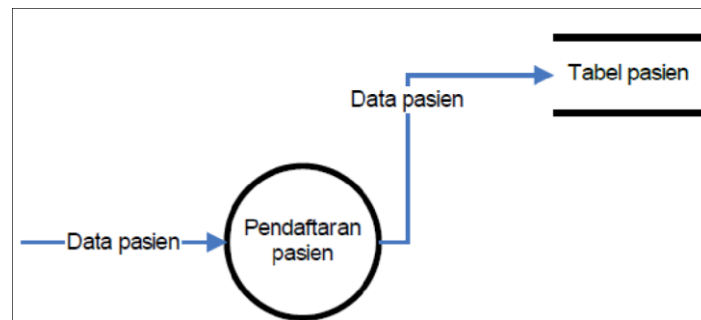 Tabel pasien
Data pasien
Data pasien
Pendaftaran
pasien